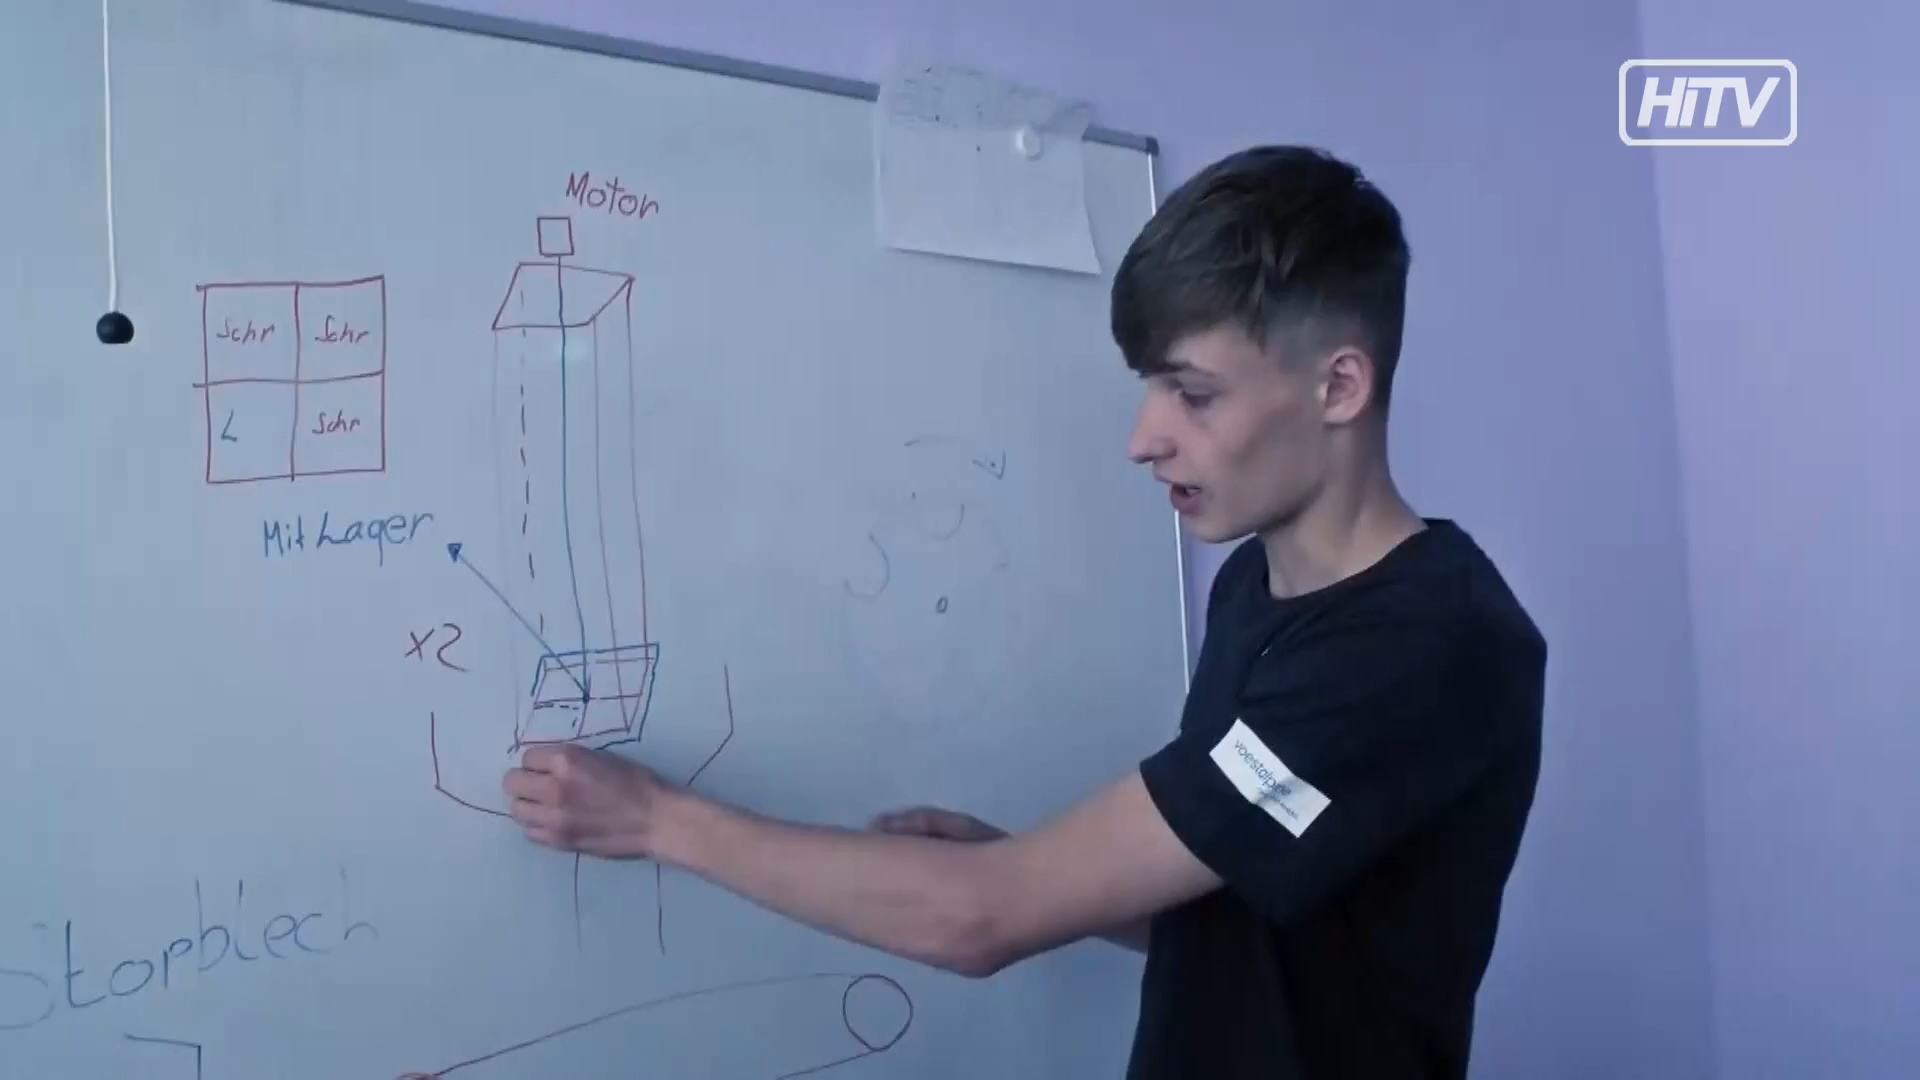 HiTV
Motor
Schr Schr
L Schr
Mit Lager
x2
voestalpine
Stopblech